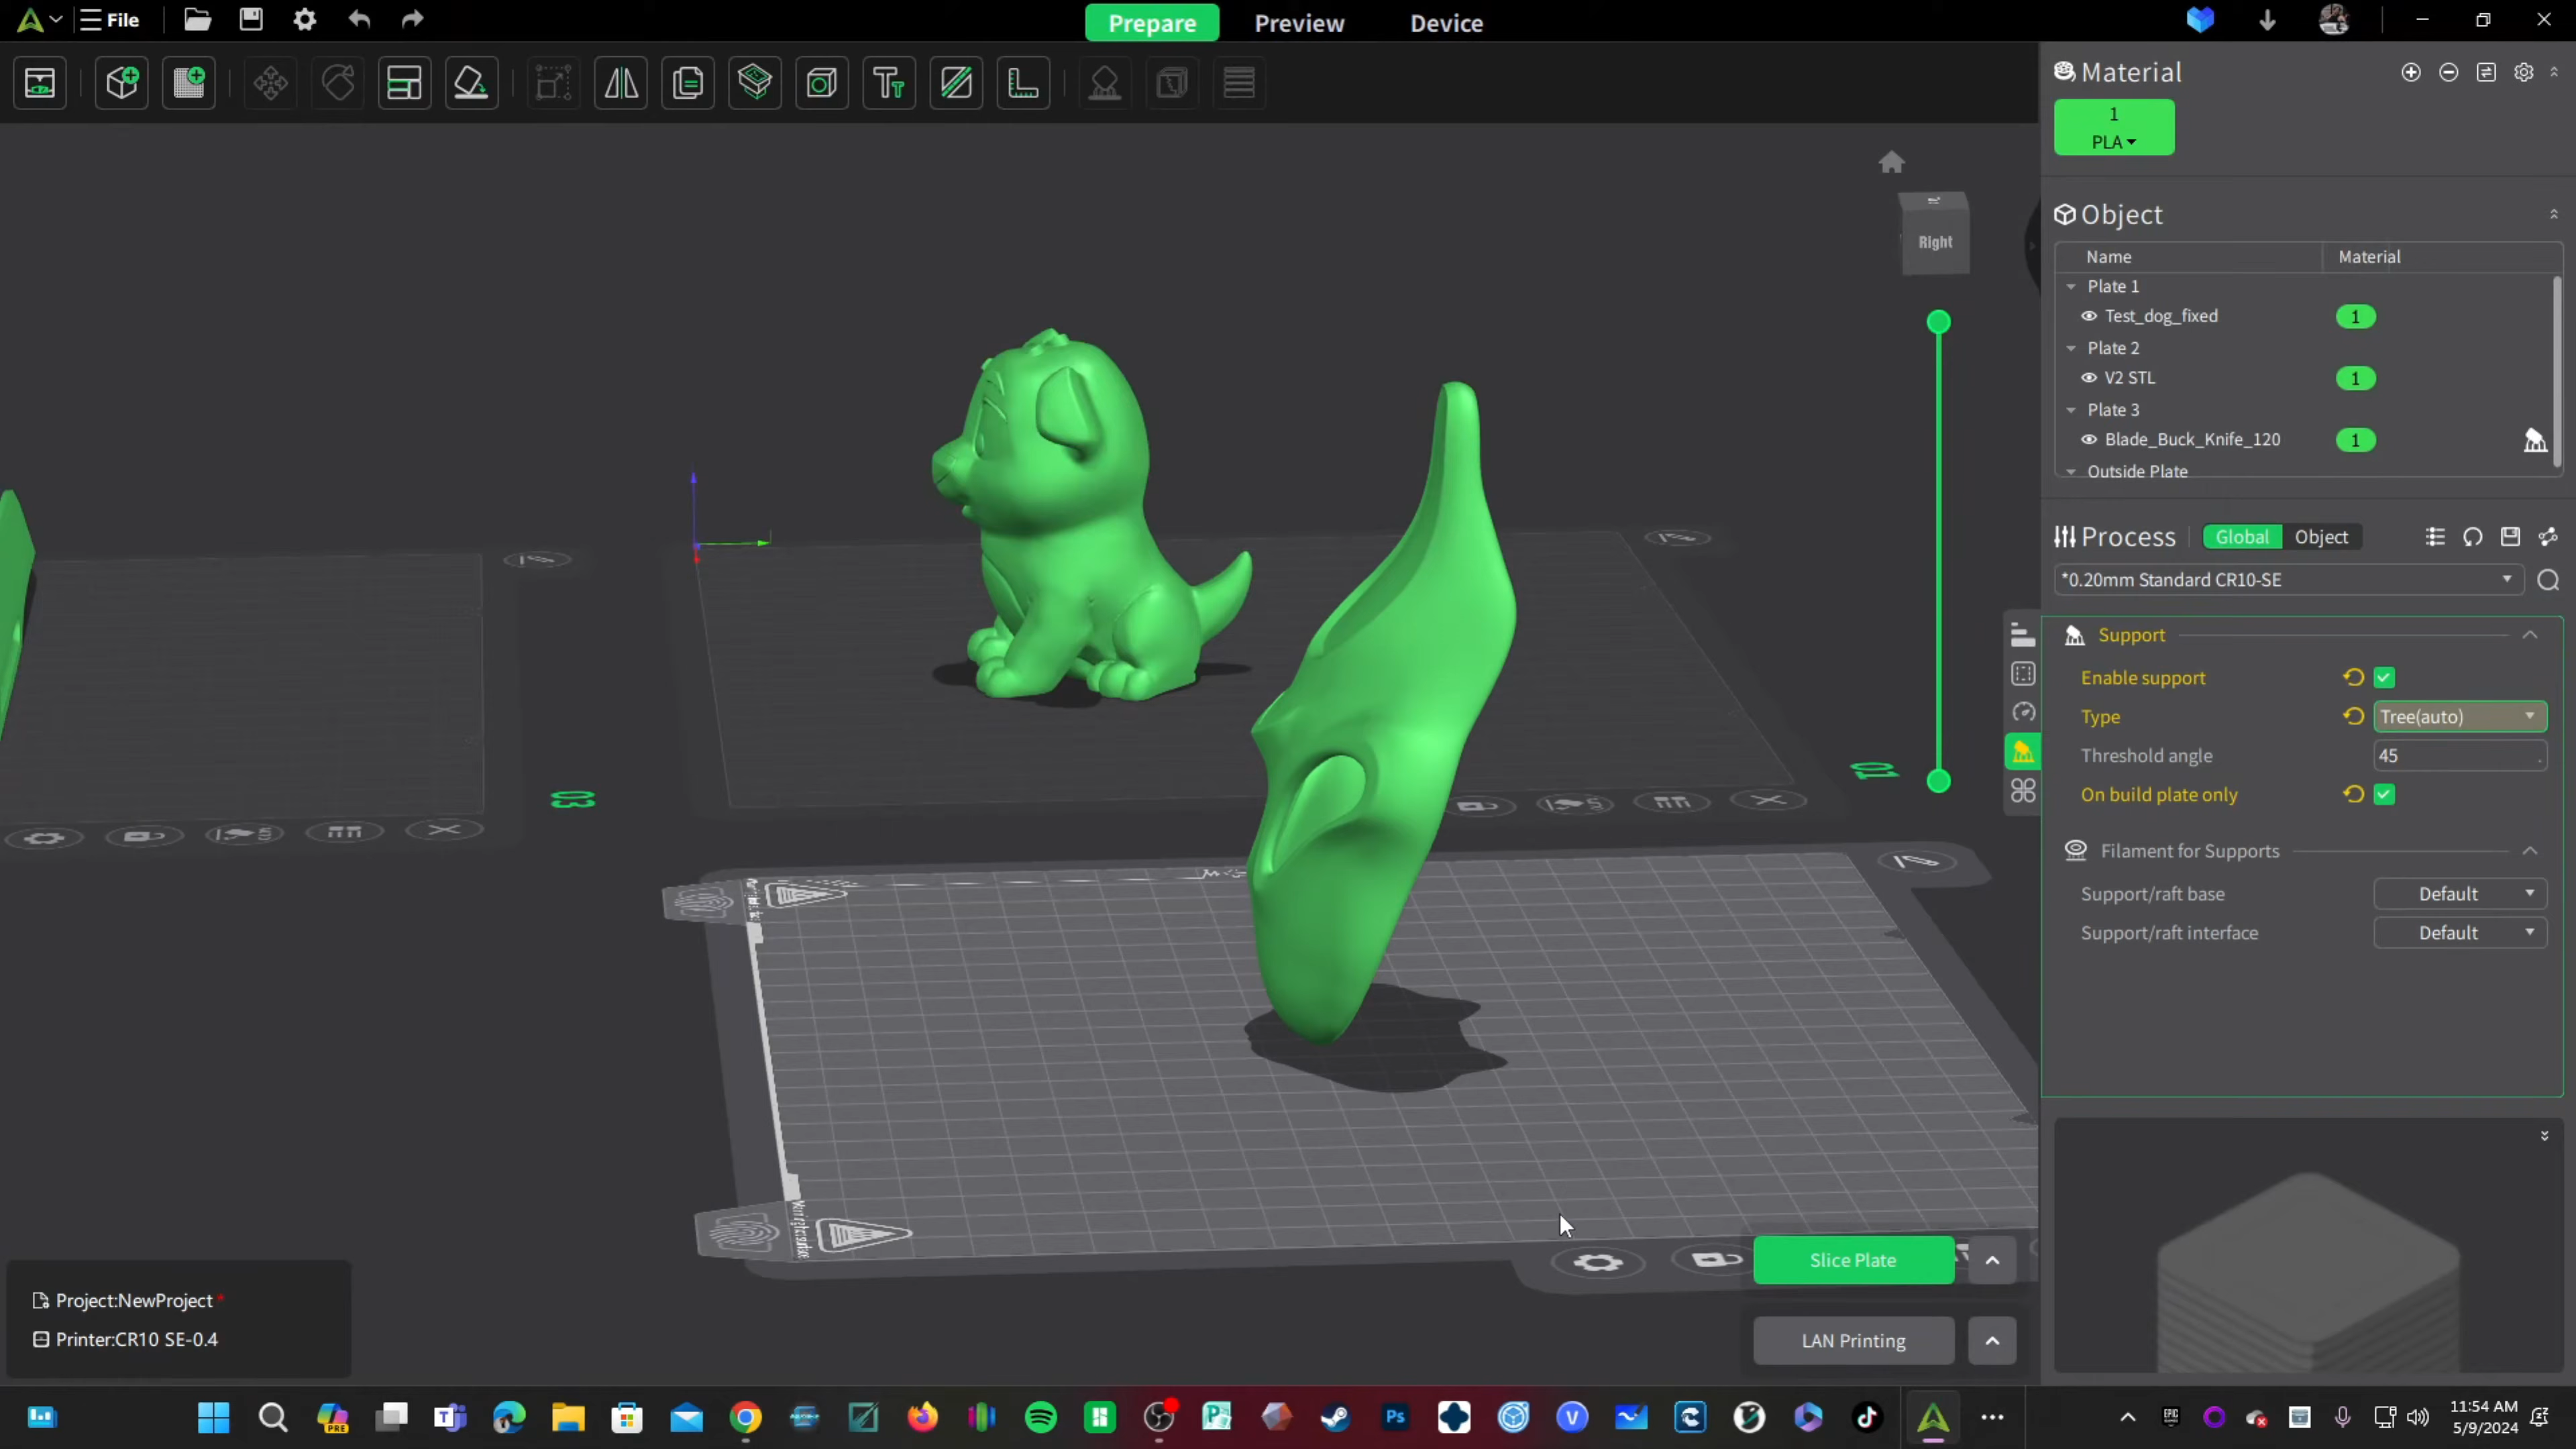 File
Prepare
Preview
Device
Material
1
PLA
Object
Name
Material
Plate 1
Test_dog_fixed
1
Plate 2
V2 STL
1
Plate 3
Blade_Buck_Knife_120
1
Outside Plate
Right
Process
Global
Object
*0.20mm Standard CR10-SE
Support
Enable support
Type
Tree(auto)
Threshold angle
45
On build plate only
Filament for Supports
Support/raft base
Default
Support/raft interface
Default
01
03
Slice Plate
LAN Printing
Project:NewProject *
Printer:CR10 SE-0.4
11:54 AM
5/9/2024